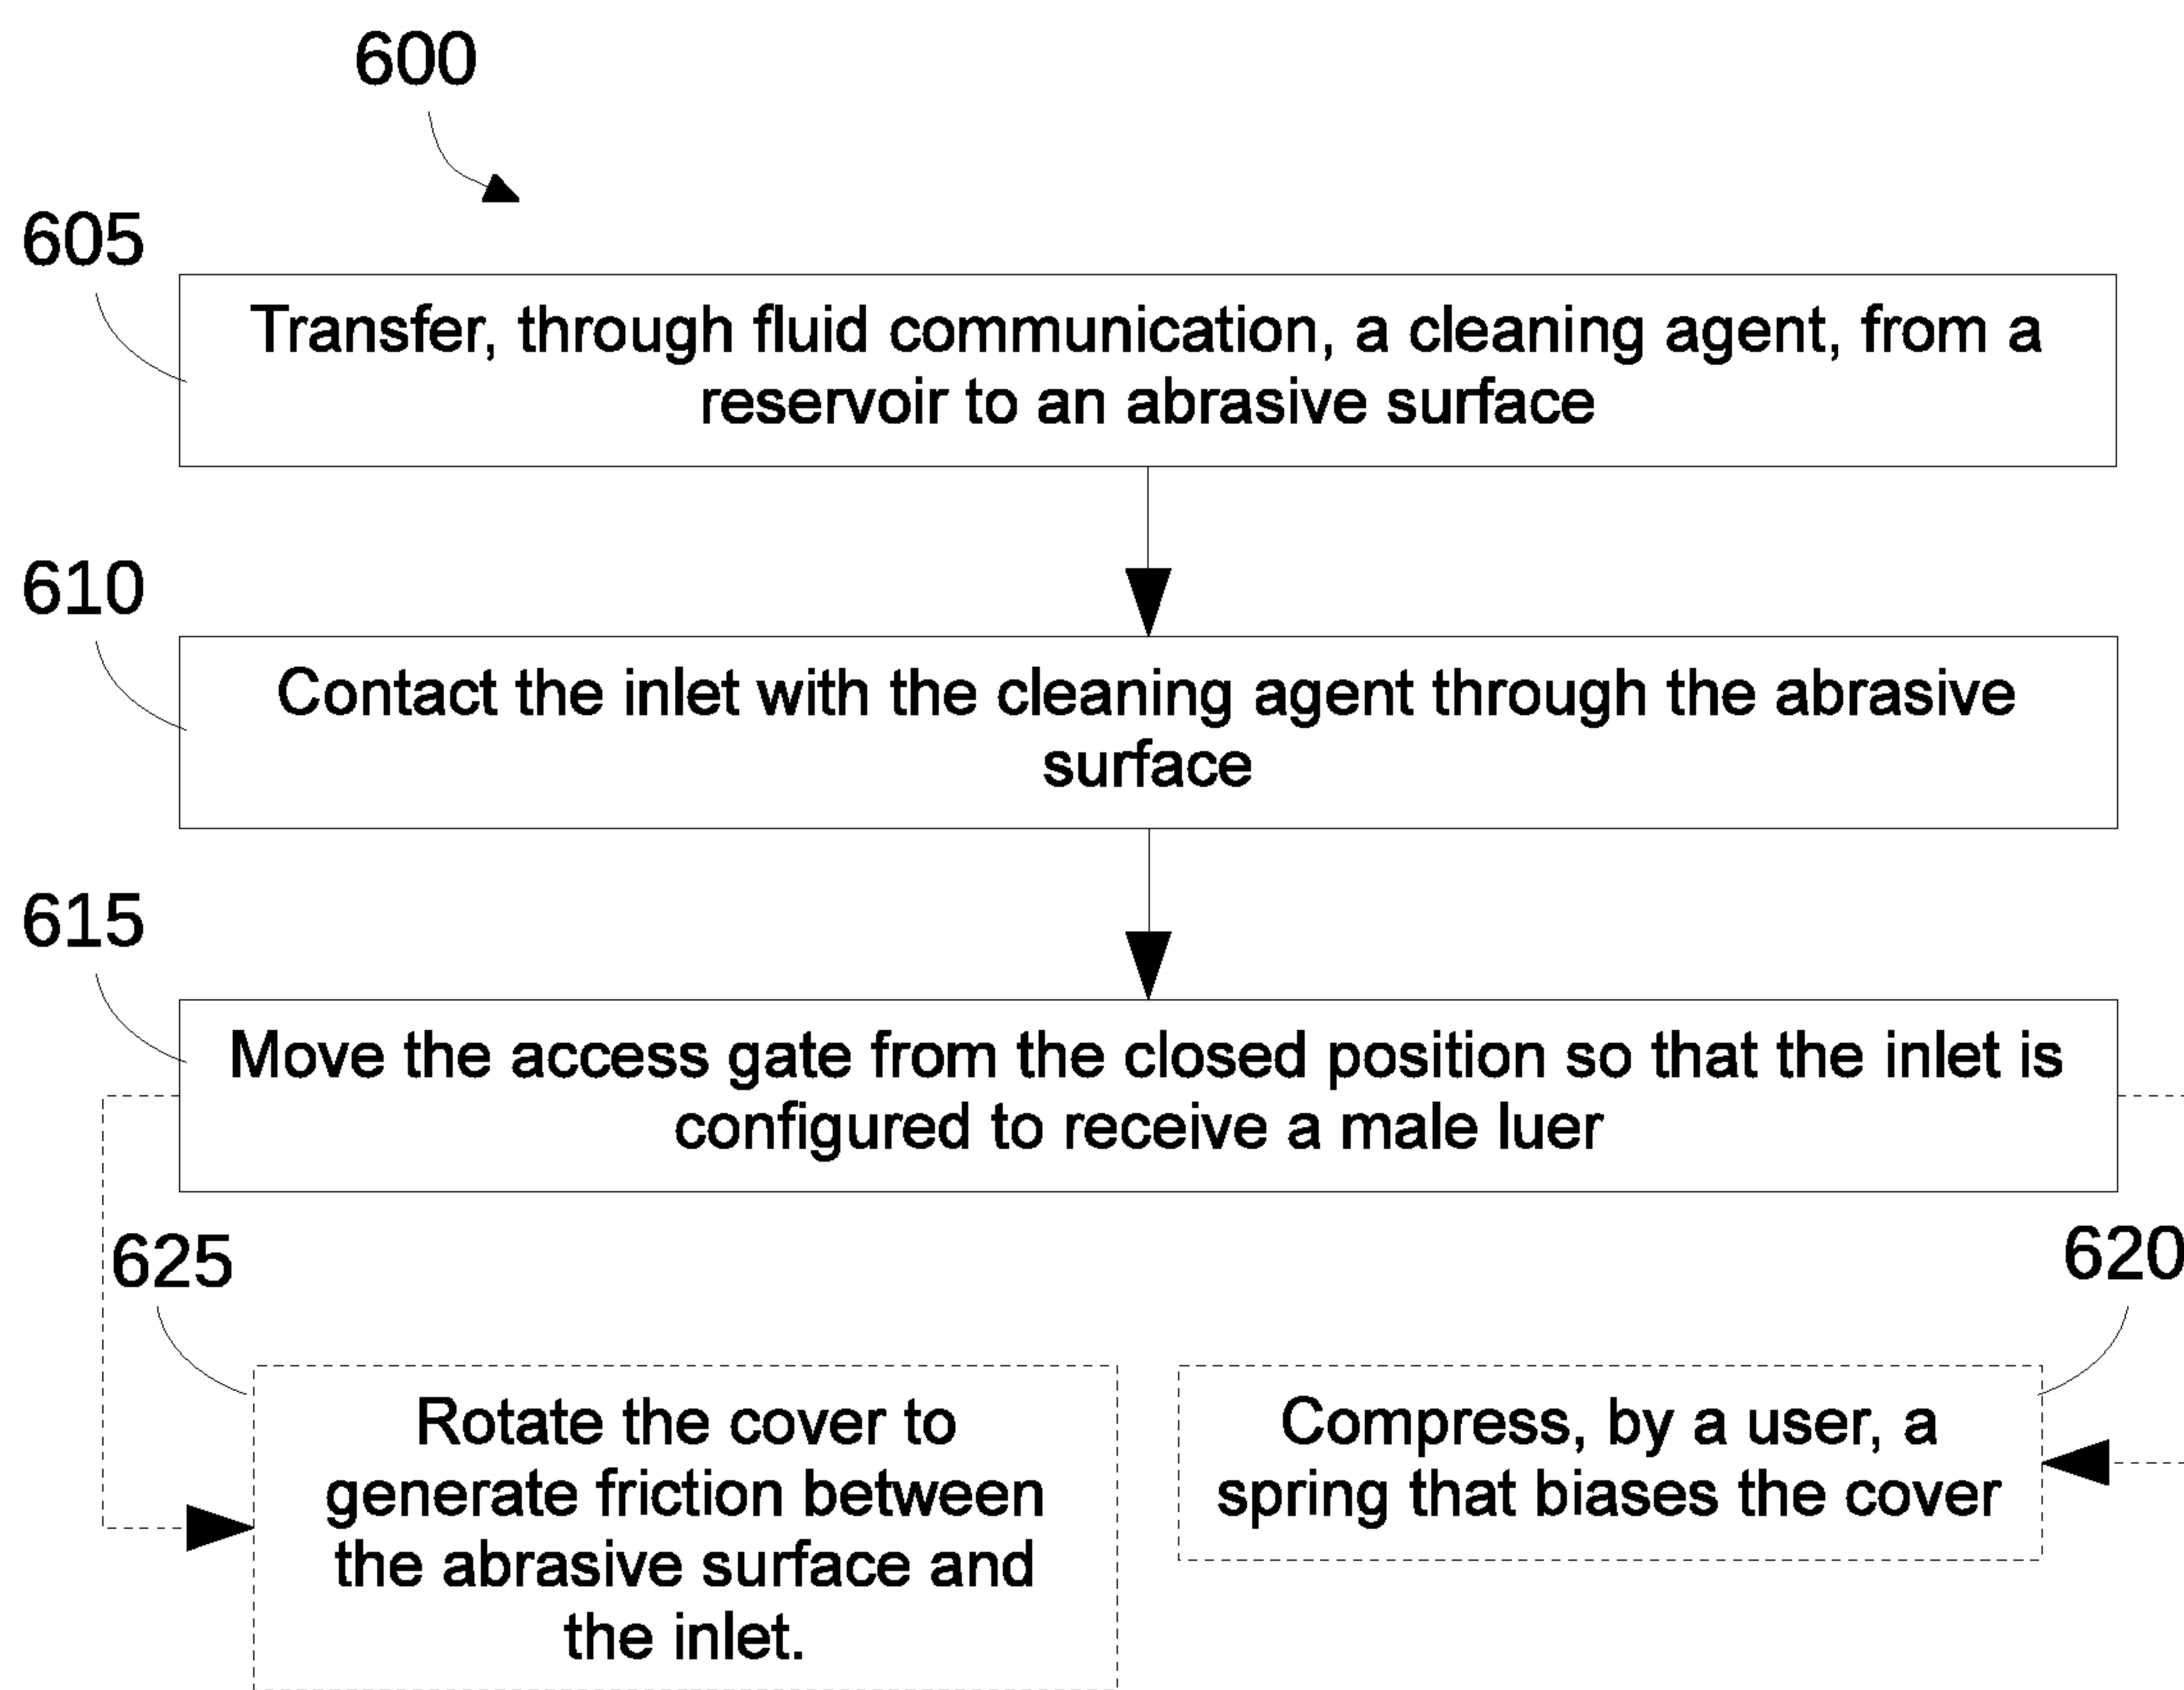 600
605
Transfer, through fluid communication, a cleaning agent, from a
reservoir to an abrasive surface
610
Contact the inlet with the cleaning agent through the abrasive
surface
615
Move the access gate from the closed position so that the inlet is
configured to receive a male luer
625
Rotate the cover to
generate friction between
the abrasive surface and
the inlet.
620
Compress, by a user, a
spring that biases the cover